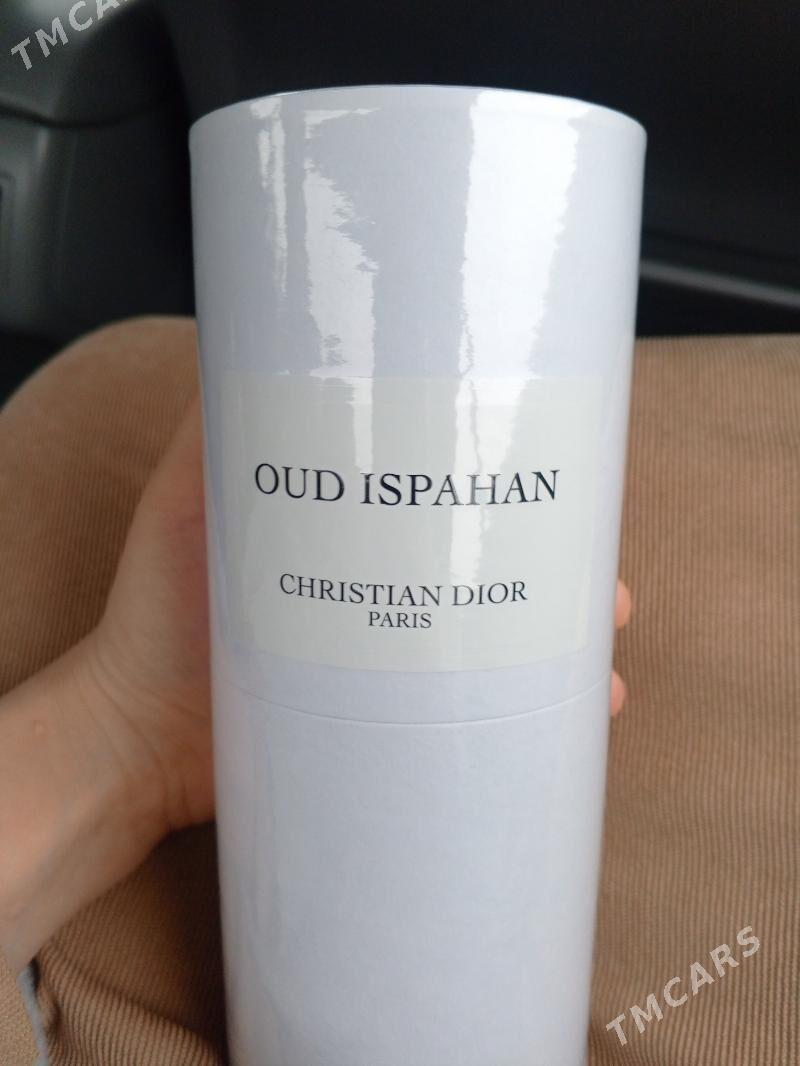 TMCARS
OUD ISPAHAN
CHRISTIAN DIOR
PARIS
TMCARS